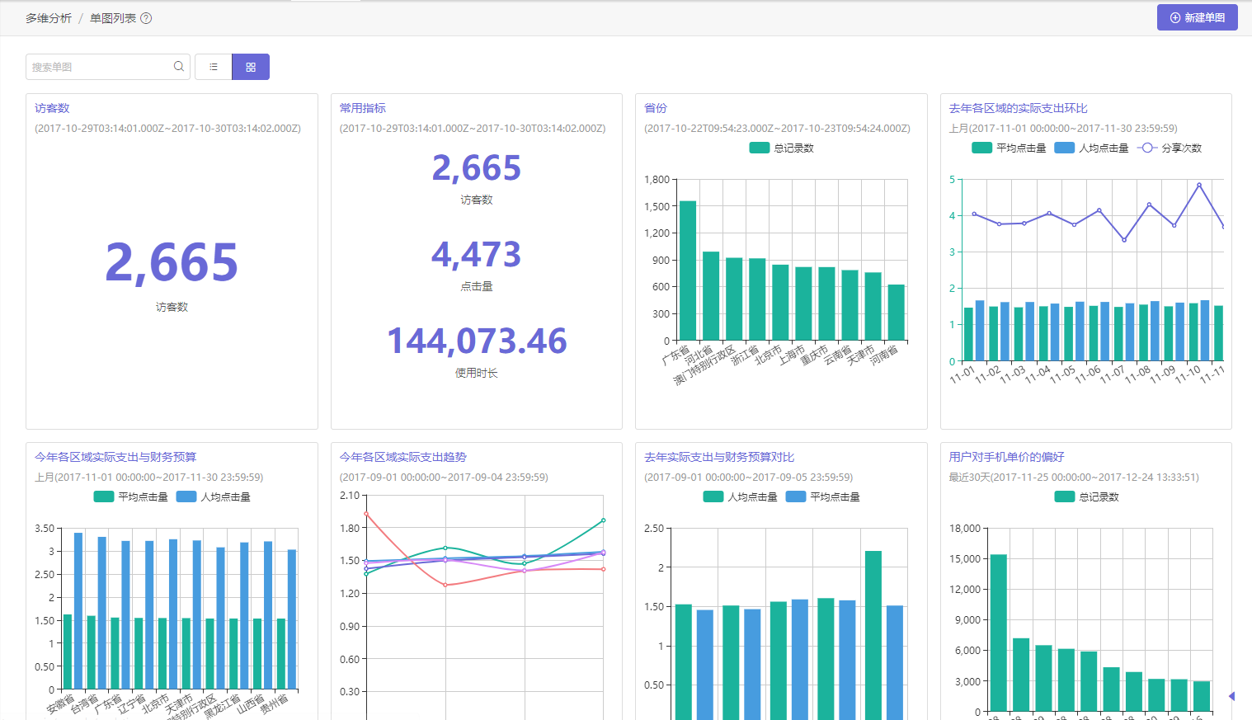 多维分析 / 单图列表
新建单图
搜索单图
访客数
(2017-10-29T03:14:01.000Z~2017-10-30T03:14:02.000Z)
2,665
访客数
常用指标
(2017-10-29T03:14:01.000Z~2017-10-30T03:14:02.000Z)
2,665
访客数
4,473
点击量
144,073.46
使用时长
省份
(2017-10-22T09:54:23.000Z~2017-10-23T09:54:24.000Z)
总记录数
1,800
1,500
1,200
900
600
300
0
广东省 河北省 澳门特别行政区 浙江省 北京市 上海市 重庆市 云南省 天津市 河南省
去年各区域的实际支出环比
上月(2017-11-01 00:00:00~2017-11-30 23:59:59)
平均点击量 人均点击量 分享次数
5
4
3
2
1
0
11-01 11-02 11-03 11-04 11-05 11-06 11-07 11-08 11-09 11-10 11-11
今年各区域实际支出与财务预算
上月(2017-11-01 00:00:00~2017-11-30 23:59:59)
平均点击量 人均点击量
3.50
3
2.50
2
1.50
1
0.50
0
安徽省 台湾省 广东省 辽宁省 北京市 天津市 特别行政区 黑龙江省 山西省 贵州省
今年各区域实际支出趋势
(2017-09-01 00:00:00~2017-09-04 23:59:59)
2.10
1.80
1.50
1.20
0.90
0.60
0.30
去年实际支出与财务预算对比
(2017-09-01 00:00:00~2017-09-05 23:59:59)
人均点击量 平均点击量
2.50
2
1.50
1
0.50
用户对手机单价的偏好
最近30天(2017-11-25 00:00:00~2017-12-24 13:33:51)
总记录数
18,000
15,000
12,000
9,000
6,000
3,000
0